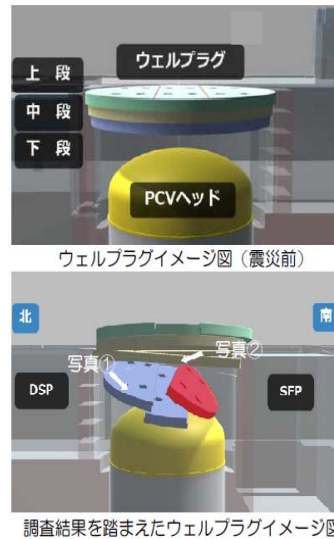 ウェルプラグ
上 段
中 段
下 段
PCVヘッド
ウェルプラグイメージ図（震災前）
北
南
写真①
写真②
DSP
SFP
調査結果を踏まえたウェルプラグイメージ図